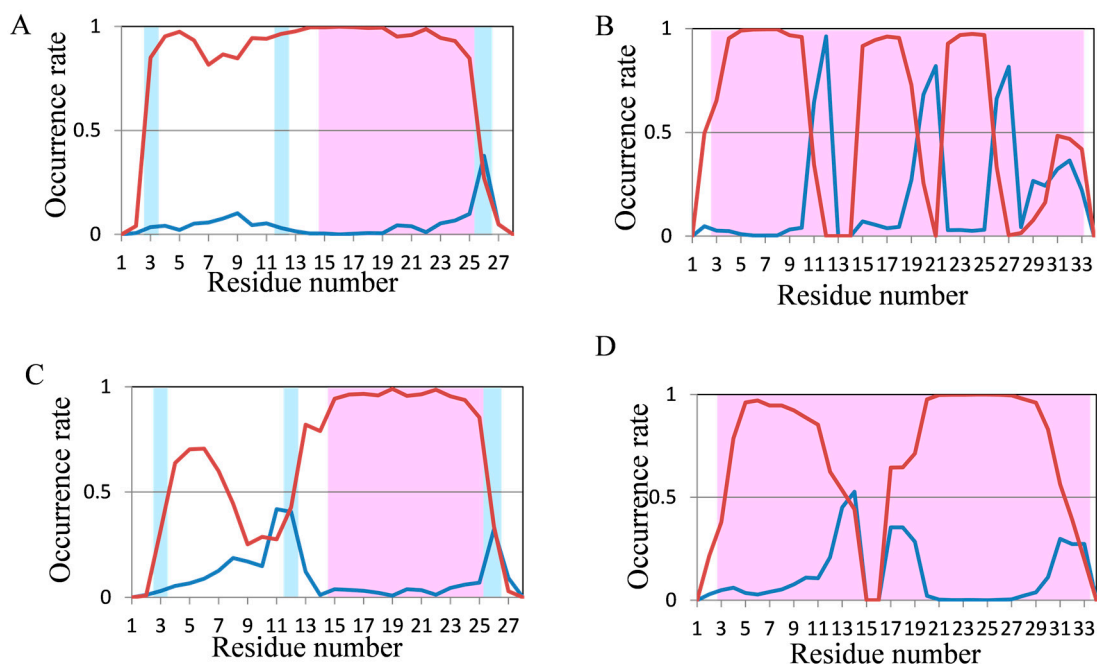 A
Occurrence rate
1
0.5
0
1 3 5 7 9 11 13 15 17 19 21 23 25 27
Residue number
B
Occurrence rate
1
0.5
0
1 3 5 7 9 11 13 15 17 19 21 23 25 27 29 31 33
Residue number
C
Occurrence rate
1
0.5
0
1 3 5 7 9 11 13 15 17 19 21 23 25 27
Residue number
D
Occurrence rate
1
0.5
0
1 3 5 7 9 11 13 15 17 19 21 23 25 27 29 31 33
Residue number